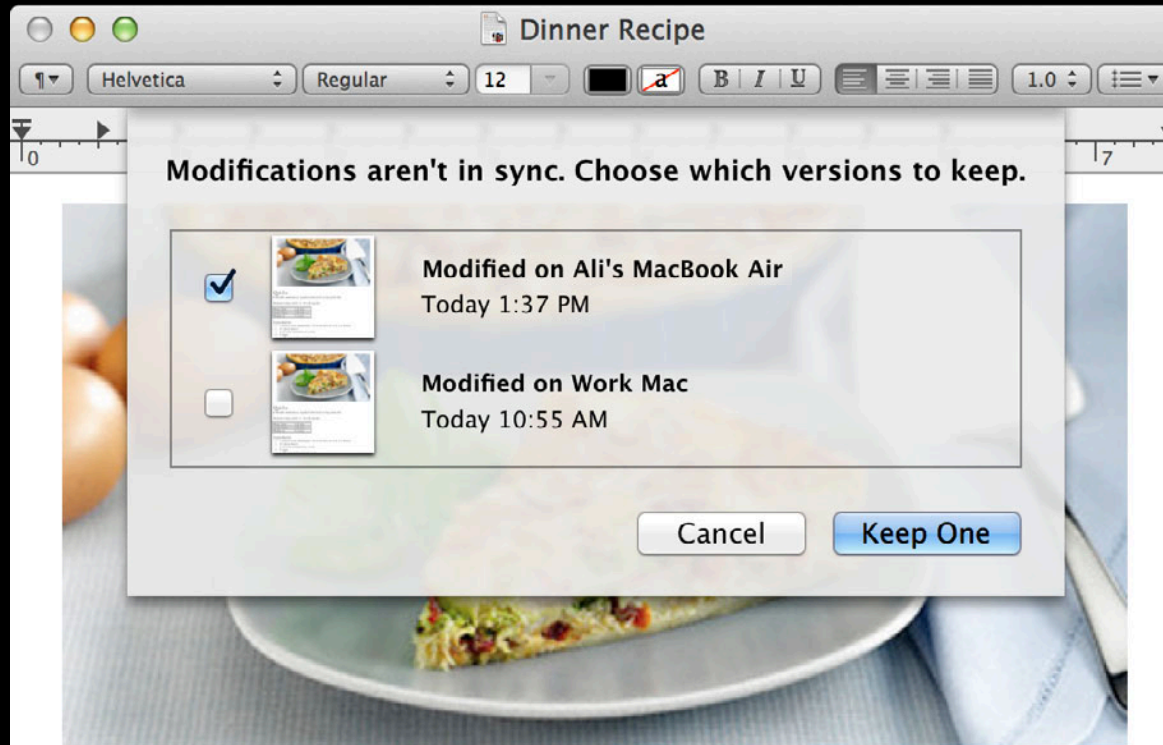 Dinner Recipe
¶ Helvetica Regular 12 a B I U 1.0
0 7
Modifications aren't in sync. Choose which versions to keep.
Modified on Ali's MacBook Air
Today 1:37 PM
Modified on Work Mac
Today 10:55 AM
Cancel Keep One